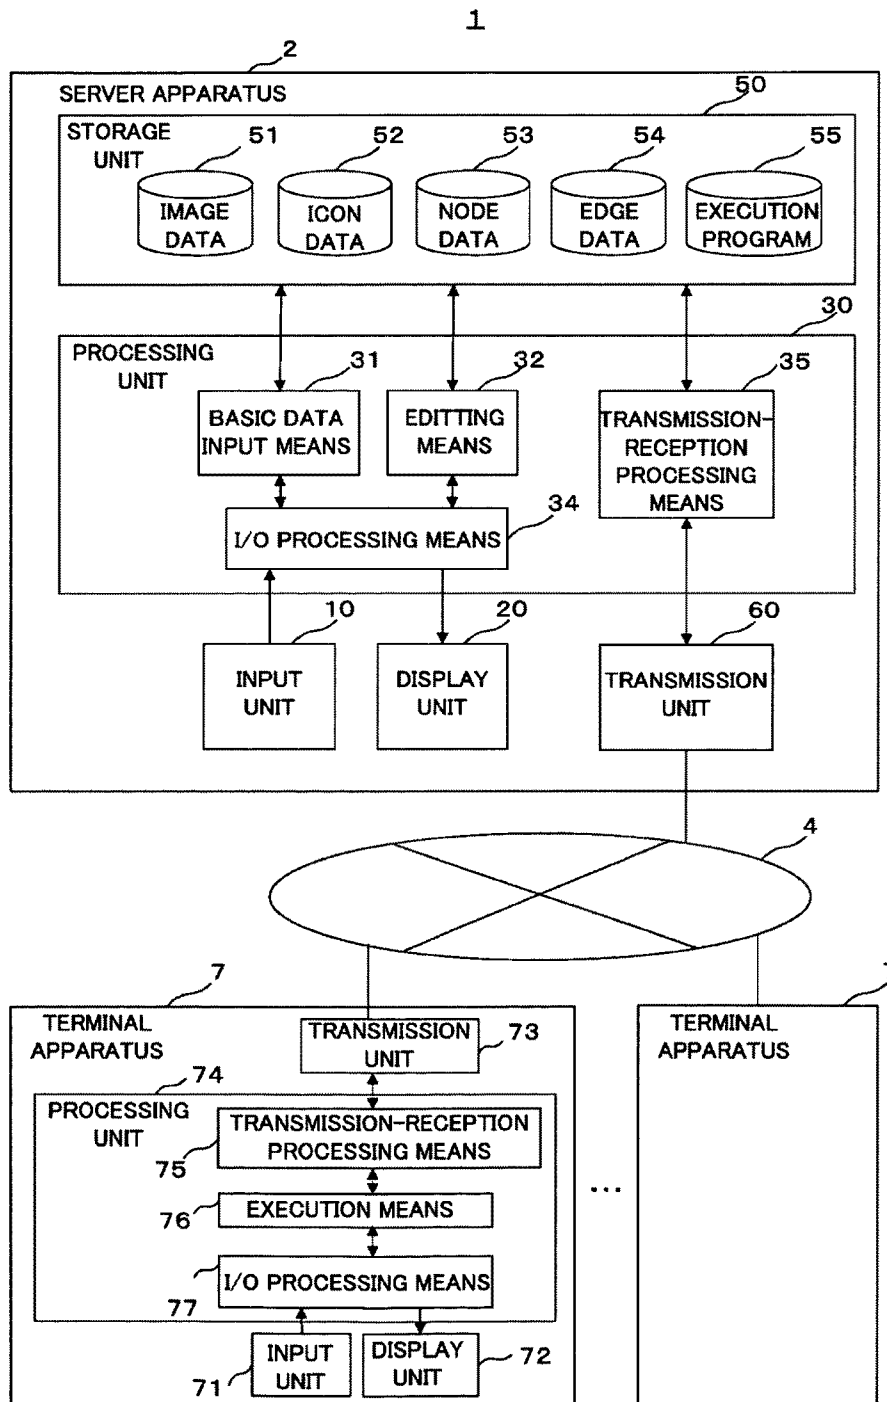 1
2
SERVER APPARATUS
50
STORAGE
UNIT
51
52
53
54
55
IMAGE
DATA
ICON
DATA
NODE
DATA
EDGE
DATA
EXECUTION
PROGRAM
30
PROCESSING
UNIT
31
32
35
BASIC DATA
INPUT MEANS
EDITTING
MEANS
TRANSMISSION-
RECEPTION
PROCESSING
MEANS
34
I/O PROCESSING MEANS
10
20
60
INPUT
UNIT
DISPLAY
UNIT
TRANSMISSION
UNIT
4
7
TERMINAL
APPARATUS
TRANSMISSION
UNIT
73
74
PROCESSING
UNIT
TRANSMISSION-RECEPTION
PROCESSING MEANS
75
EXECUTION MEANS
76
I/O PROCESSING MEANS
77
INPUT
UNIT
71
DISPLAY
UNIT
72
...
TERMINAL
APPARATUS